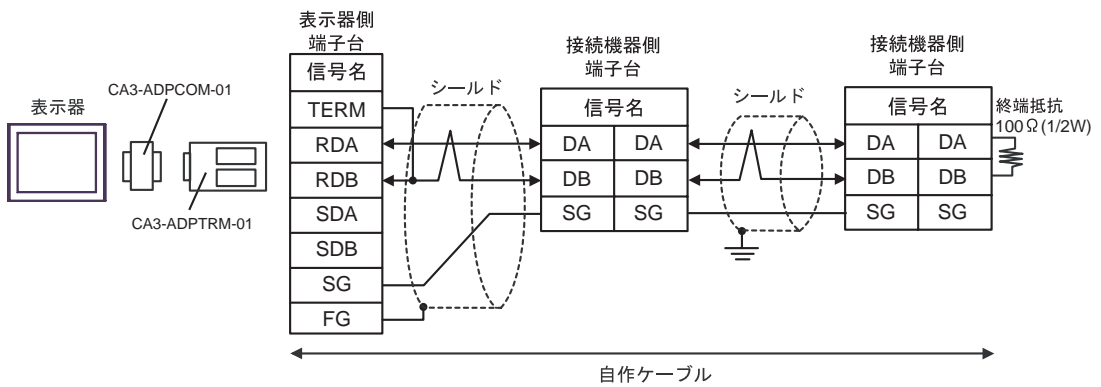 表示器
CA3-ADPCOM-01
CA3-ADPTRM-01
表示器側
端子台
信号名
TERM
RDA
RDB
SDA
SDB
SG
FG
シールド
接続機器側
端子台
信号名
DA DA
DB DB
SG SG
シールド
接続機器側
端子台
信号名
DA DA
DB DB
SG SG
終端抵抗
100Ω(1/2W)
自作ケーブル